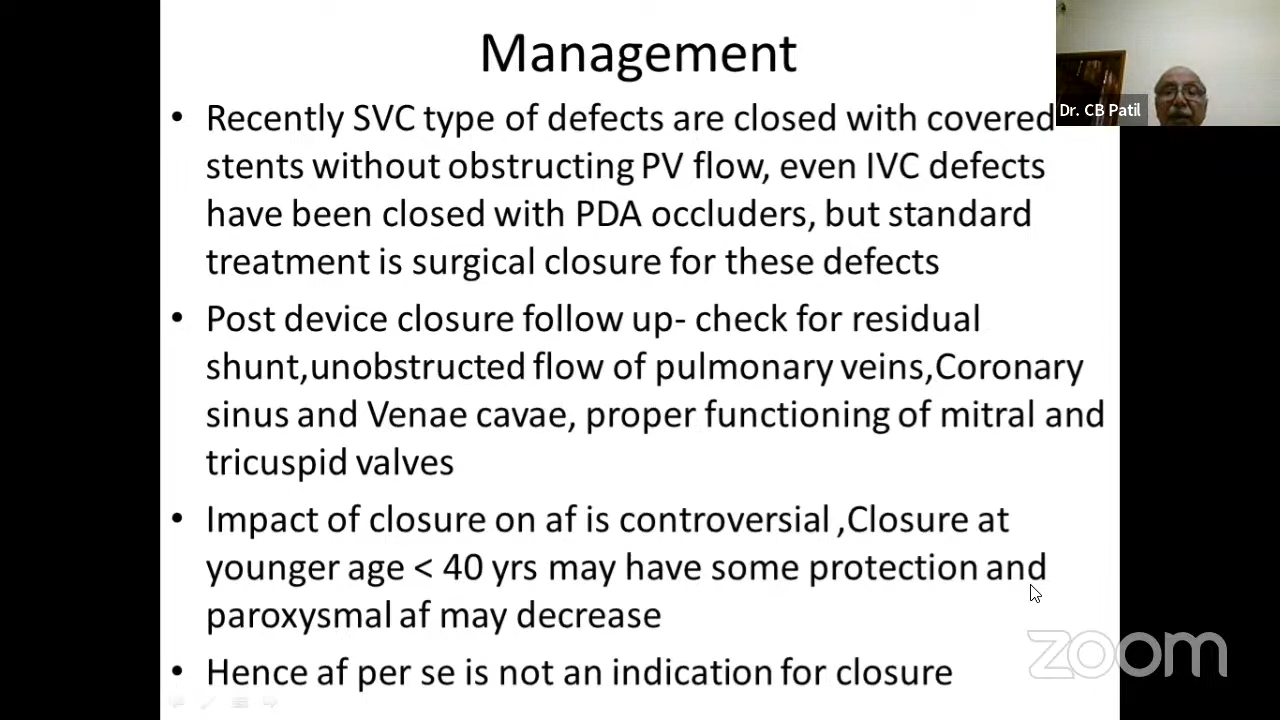 Management
• Recently SVC type of defects are closed with covered
stents without obstructing PV flow, even IVC defects
have been closed with PDA occluders, but standard
treatment is surgical closure for these defects
• Post device closure follow up- check for residual
shunt,unobstructed flow of pulmonary veins,Coronary
sinus and Venae cavae, proper functioning of mitral and
tricuspid valves
• Impact of closure on af is controversial ,Closure at
younger age < 40 yrs may have some protection and
paroxysmal af may decrease
• Hence af per se is not an indication for closure
Dr. CB Patil
zoom